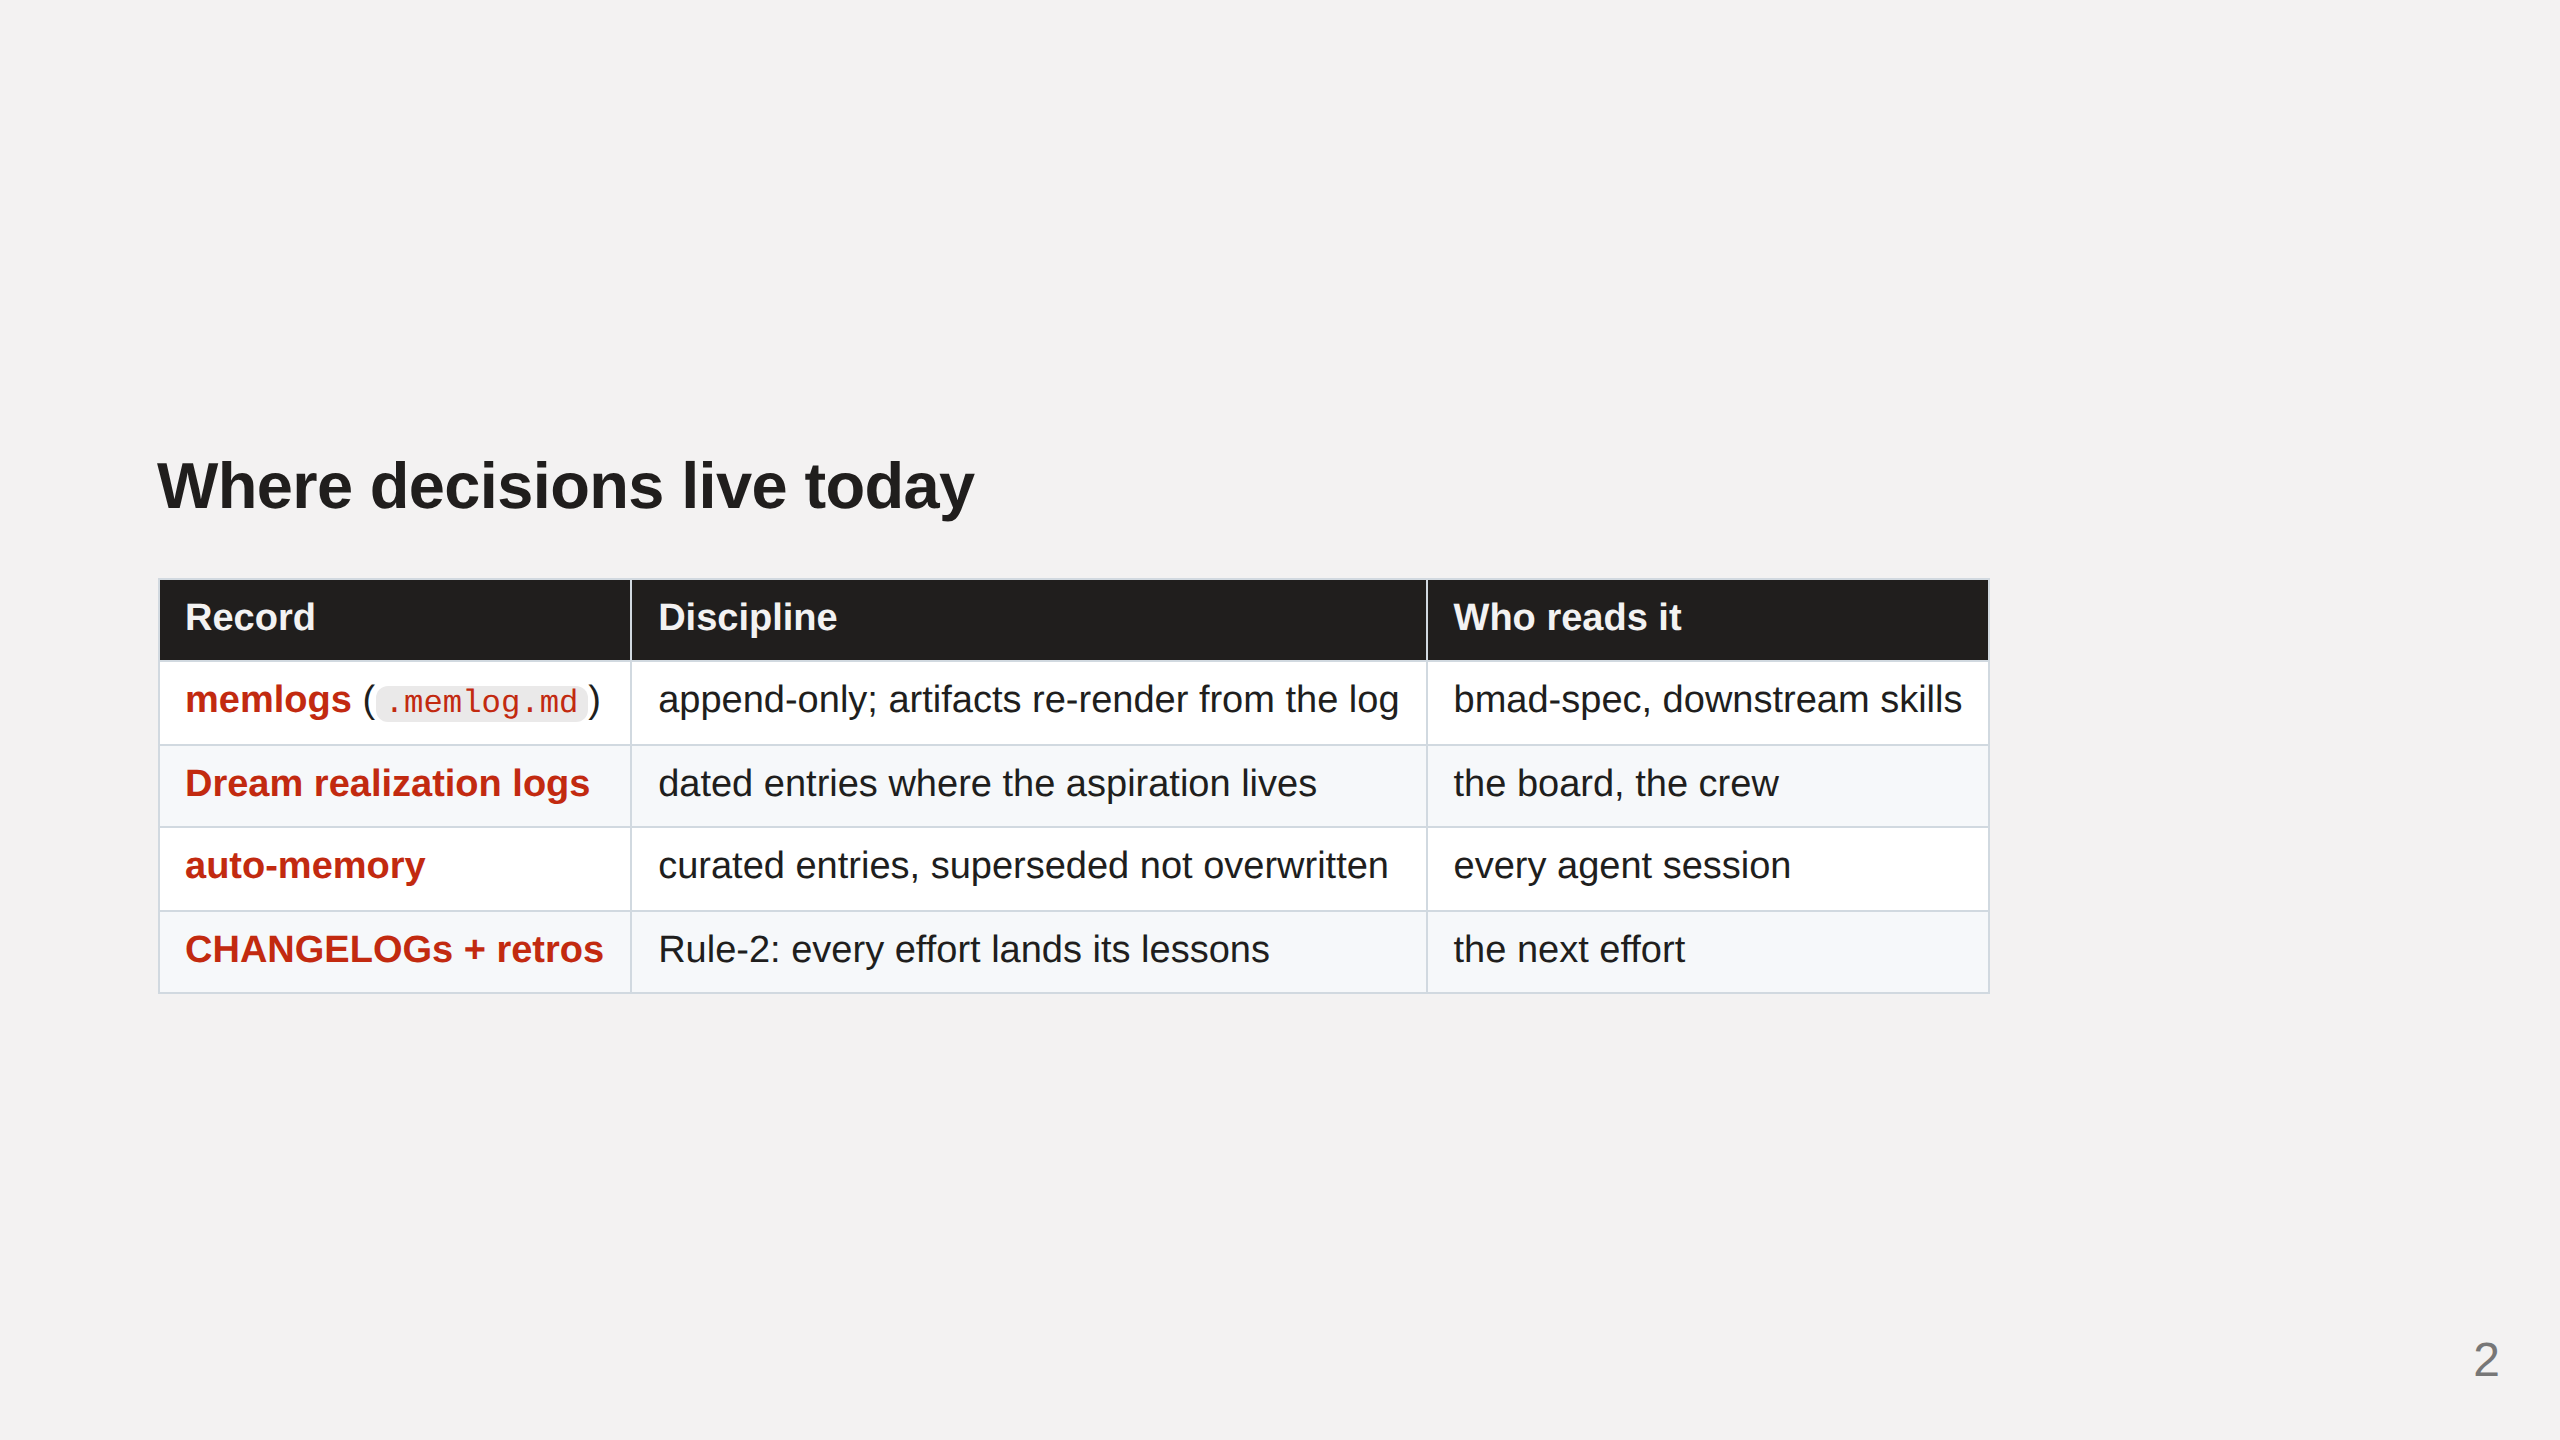 Where decisions live today
Record Discipline Who reads it
memlogs (.memlog.md) append-only; artifacts re-render from the log bmad-spec, downstream skills
Dream realization logs dated entries where the aspiration lives the board, the crew
auto-memory curated entries, superseded not overwritten every agent session
CHANGELOGs + retros Rule-2: every effort lands its lessons the next effort
2